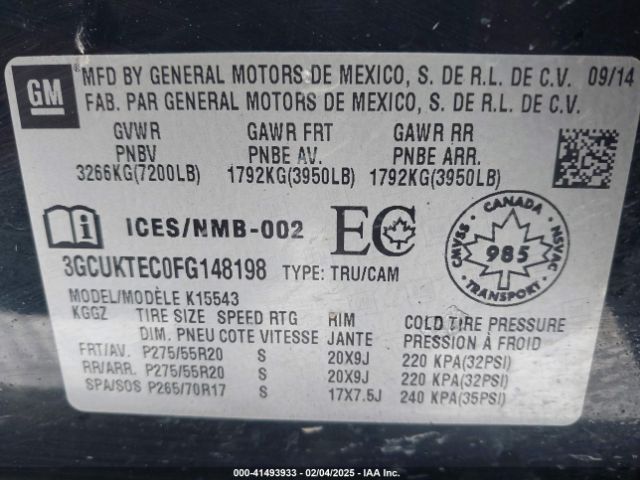 GM
MFD BY GENERAL MOTORS DE MEXICO, S. DE R.L. DE C.V. 09/14
FAB. PAR GENERAL MOTORS DE MEXICO, S. DE R.L. DE C.V.
GVWR GAWR FRT GAWR RR
PNBV PNBE AV. PNBE ARR.
3266KG(7200LB) 1792KG(3950LB) 1792KG(3950LB)
i ICES/NMB-002 EC
CANADA
CMVSS 985 NSVAC
TRANSPORT
3GCUKTEC0FG148198 TYPE: TRU/CAM
MODEL/MODÈLE K15543
KGGZ TIRE SIZE SPEED RTG RIM COLD TIRE PRESSURE
DIM. PNEU COTE VITESSE JANTE PRESSION À FROID
FRT/AV. P275/55R20 S 20X9J 220 KPA(32PSI)
RR/ARR. P275/55R20 S 20X9J 220 KPA(32PSI)
SPA/SOS P265/70R17 S 17X7.5J 240 KPA(35PSI)
©COPART - 41493933 - 02/04/2025 - IAA Inc.